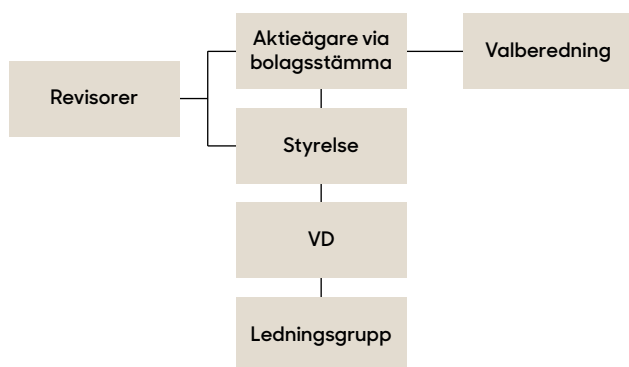 Aktieägare via
bolagsstämma
Valberedning
Revisorer
Styrelse
VD
Ledningsgrupp